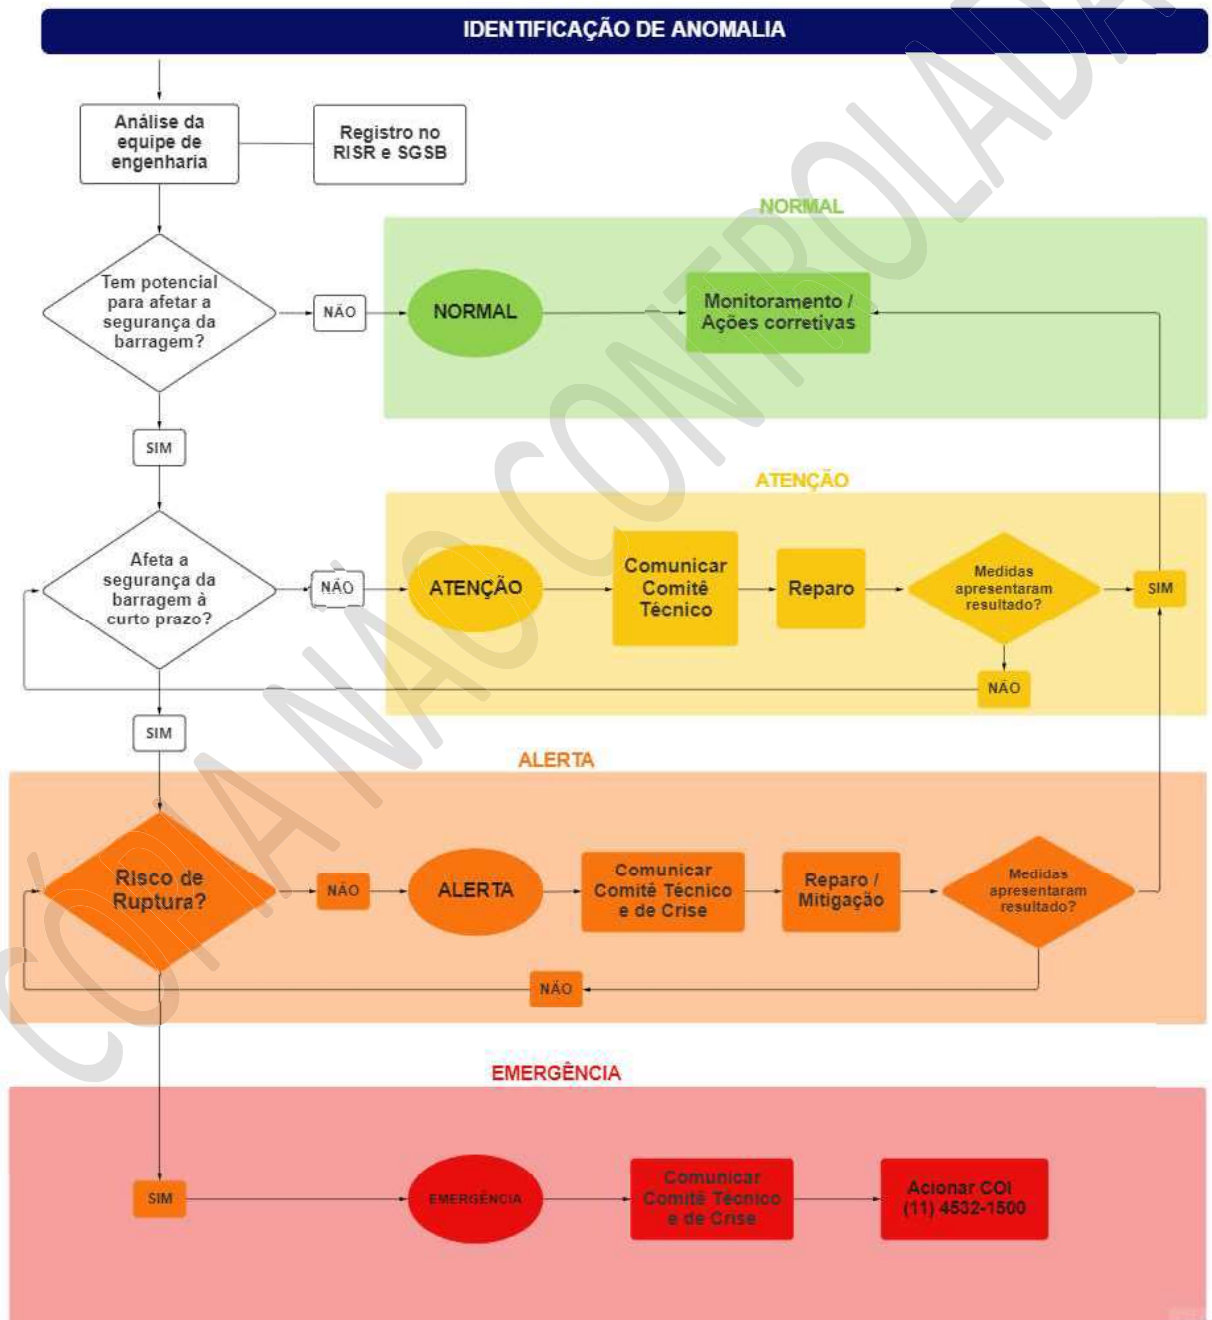 IDENTIFICAÇÃO DE ANOMALIA
Análise da
equipe de
engenharia
Registro no
RISR e SGSB
NORMAL
Tem potencial
para afetar a
segurança da
barragem?
NÃO
NORMAL
Monitoramento /
Ações corretivas
SIM
ATENÇÃO
Afeta a
segurança da
barragem à
curto prazo?
NÃO
ATENÇÃO
Comunicar
Comitê
Técnico
Reparo
Medidas
apresentaram
resultado?
SIM
NÃO
SIM
ALERTA
Risco de
Ruptura?
NÃO
ALERTA
Comunicar
Comitê Técnico
e de Crise
Reparo /
Mitigação
Medidas
apresentaram
resultado?
NÃO
EMERGÊNCIA
SIM
EMERGÊNCIA
Comunicar
Comitê Técnico
e de Crise
Acionar COI
(11) 4532-1500
CÓPIA NÃO CONTROLADA